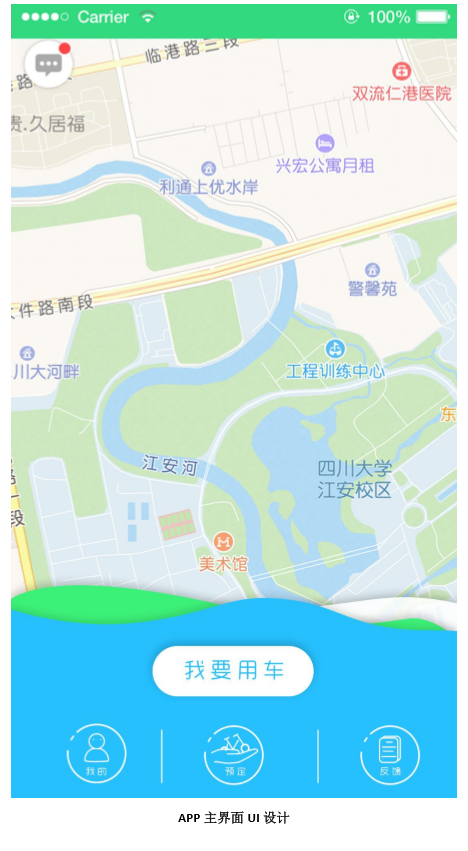 Carrier 100%
临港路三段
路
双流仁港医院
贵.久居福
兴宏公寓月租
利通上优水岸
警馨苑
件路南段
川大河畔
工程训练中心
东
江安河
四川大学
江安校区
段
美术馆
我要用车
我的 预定 反馈
APP 主界面 UI 设计